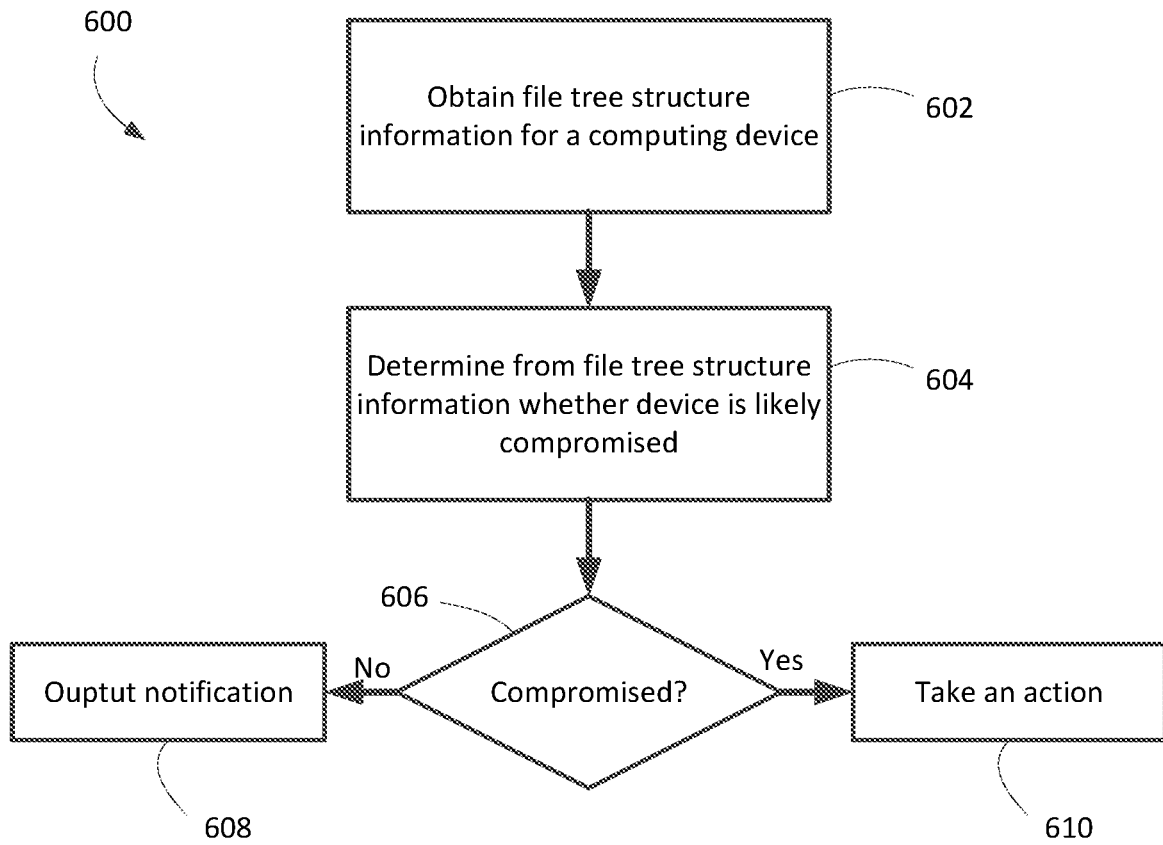 600
Obtain file tree structure
information for a computing device
602
Determine from file tree structure
information whether device is likely
compromised
604
606
No
Yes
Ouptut notification
Compromised?
Take an action
608
610